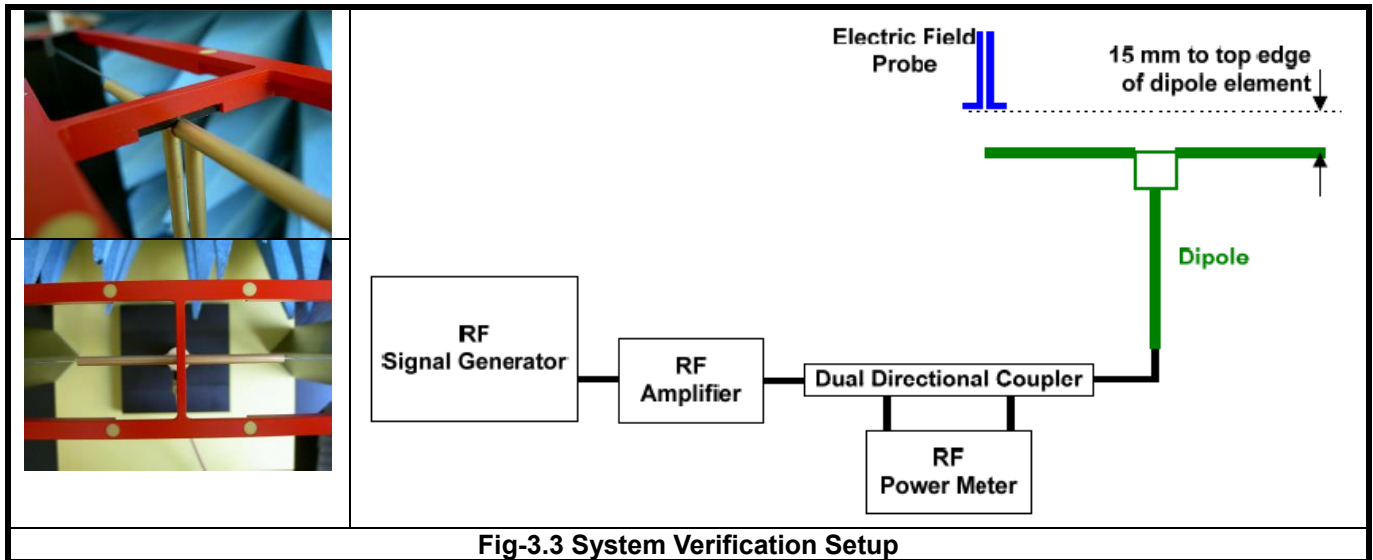 Electric Field
Probe
15 mm to top edge
of dipole element
Dipole
RF
Signal Generator
RF
Amplifier
Dual Directional Coupler
RF
Power Meter
Fig-3.3 System Verification Setup